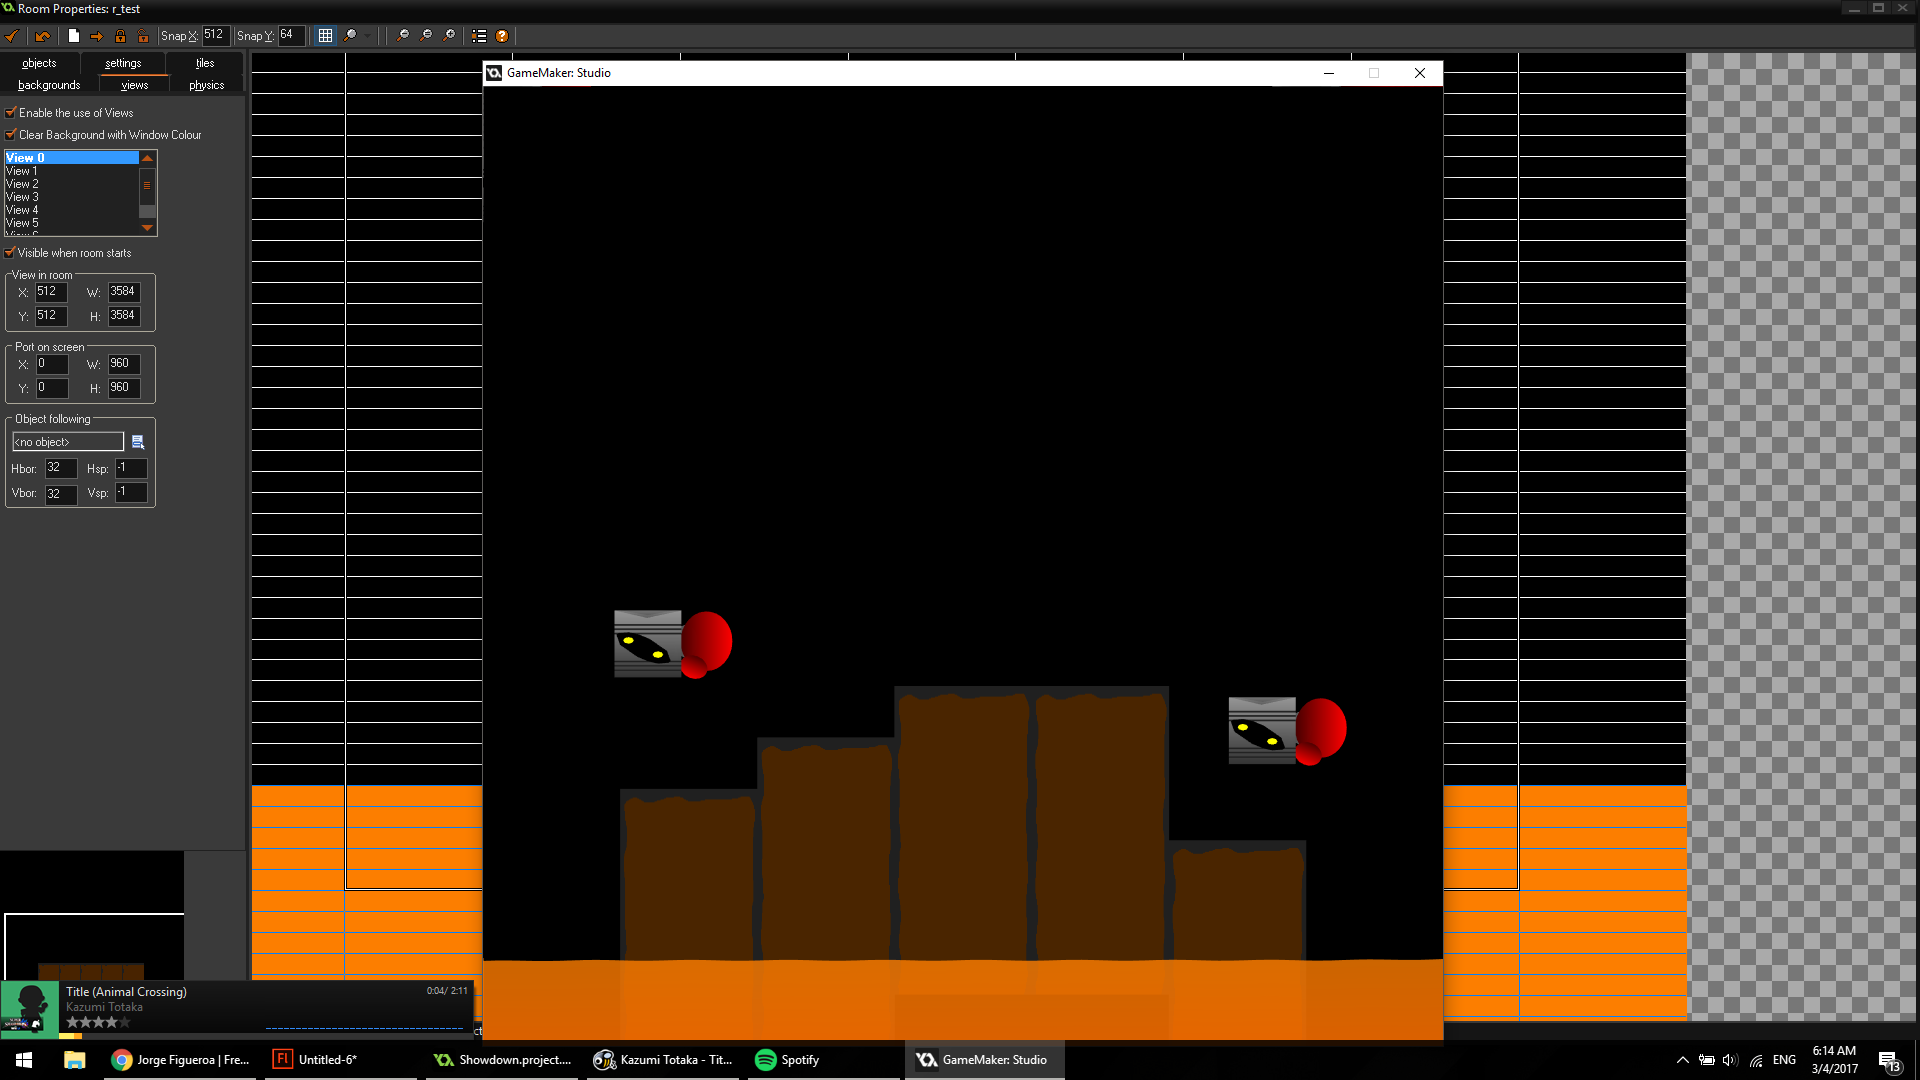 Room Properties: r_test
Snap X: 512 Snap Y: 64
objects settings tiles
backgrounds views physics
Enable the use of Views
Clear Background with Window Colour
View 0
View 1
View 2
View 3
View 4
View 5
Visible when room starts
View in room
X: 512 W: 3584
Y: 512 H: 3584
Port on screen
X: 0 W: 960
Y: 0 H: 960
Object following
<no object>
Hbor: 32 Hsp: -1
Vbor: 32 Vsp: -1
GameMaker: Studio
Title (Animal Crossing) 0:04/ 2:11
Kazumi Totaka
Jorge Figueroa | Fre... Untitled-6* Showdown.project.... Kazumi Totaka - Tit... Spotify GameMaker: Studio ENG 6:14 AM
3/4/2017 13